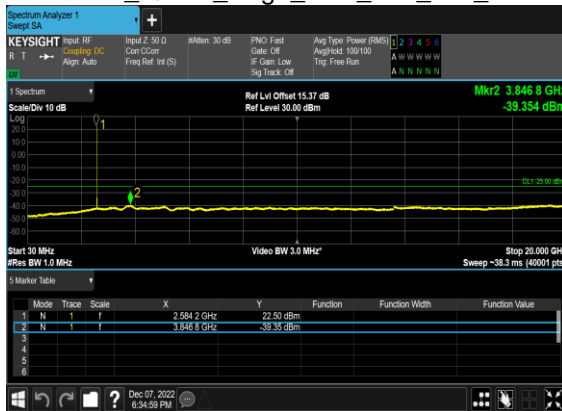 Spectrum Analyzer 1
Swept SA
KEYSIGHT Input: RF Input Z: 50 Ω #Atten: 30 dB PNO: Fast Avg Type: Power (RMS) 1 2 3 4 5 6
R T Coupling: DC Corr CCorr Gate: Off Avg|Hold: 100/100 A W W W W W
Align: Auto Freq Ref: Int (S) IF Gain: Low Trig: Free Run
Sig Track: Off A N N N N N
1 Spectrum Ref Lvl Offset 15.37 dB Mkr2 3.846 8 GHz
Scale/Div 10 dB Ref Level 30.00 dBm -39.354 dBm
Log
20.0
10.0
0.00
-10.0
-20.0
-30.0
-40.0
-50.0
-60.0
1
2
DL1 -25.00 dBm
Start 30 MHz Video BW 3.0 MHz* Stop 20.000 GHz
#Res BW 1.0 MHz Sweep ~38.3 ms (40001 pts)
5 Marker Table
Mode Trace Scale X Y Function Function Width Function Value
1 N 1 f 2.584 2 GHz 22.50 dBm
2 N 1 f 3.846 8 GHz -39.35 dBm
3
4
5
6
Dec 07, 2022
6:34:59 PM